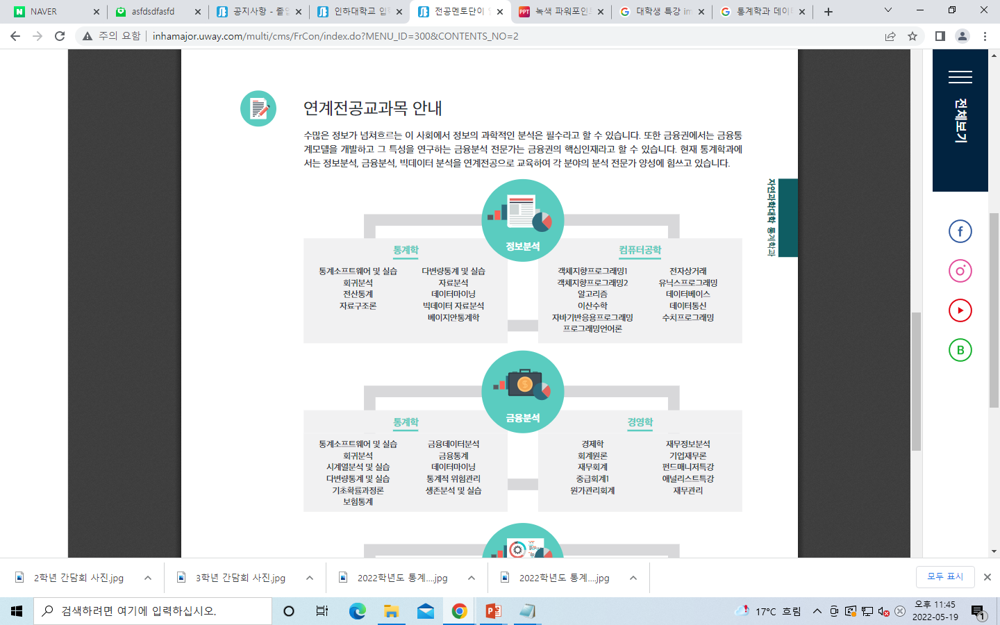 NAVER
asfdsdfasfd
공지사항 - 졸업
인하대학교 입
전공멘토단이
녹색 파워포인
대학생 특강 im
통계학과 데이
주의 요함
inhamajor.uway.com/multi/cms/FrCon/index.do?MENU_ID=300&CONTENTS_NO=2
전체보기
연계전공교과목 안내
수많은 정보가 넘쳐흐르는 이 사회에서 정보의 과학적인 분석은 필수라고 할 수 있습니다. 또한 금융권에서는 금융통
계모델을 개발하고 그 특성을 연구하는 금융분석 전문가는 금융권의 핵심인재라고 할 수 있습니다. 현재 통계학과에
서는 정보분석, 금융분석, 빅데이터 분석을 연계전공으로 교육하여 각 분야의 분석 전문가 양성에 힘쓰고 있습니다.
자연과학대학 통계학과
정보분석
통계학
통계소프트웨어 및 실습
회귀분석
전산통계
자료구조론
다변량통계 및 실습
자료분석
데이터마이닝
빅데이터 자료분석
베이지안통계학
컴퓨터공학
객체지향프로그래밍1
객체지향프로그래밍2
알고리즘
이산수학
자바기반응용프로그래밍
프로그래밍언어론
전자상거래
유닉스프로그래밍
데이터베이스
데이터통신
수치프로그래밍
금융분석
통계학
통계소프트웨어 및 실습
회귀분석
시계열분석 및 실습
다변량통계 및 실습
기초확률과정론
보험통계
금융데이터분석
금융통계
데이터마이닝
통계적 위험관리
생존분석 및 실습
경영학
경제학
회계원론
재무회계
중급회계1
원가관리회계
재무정보분석
기업재무론
펀드매니저특강
애널리스트특강
재무관리
2학년 간담회 사진.jpg
3학년 간담회 사진.jpg
2022학년도 통계....jpg
2022학년도 통계....jpg
모두 표시
검색하려면 여기에 입력하십시오.
17°C 흐림
오후 11:45
2022-05-19
1